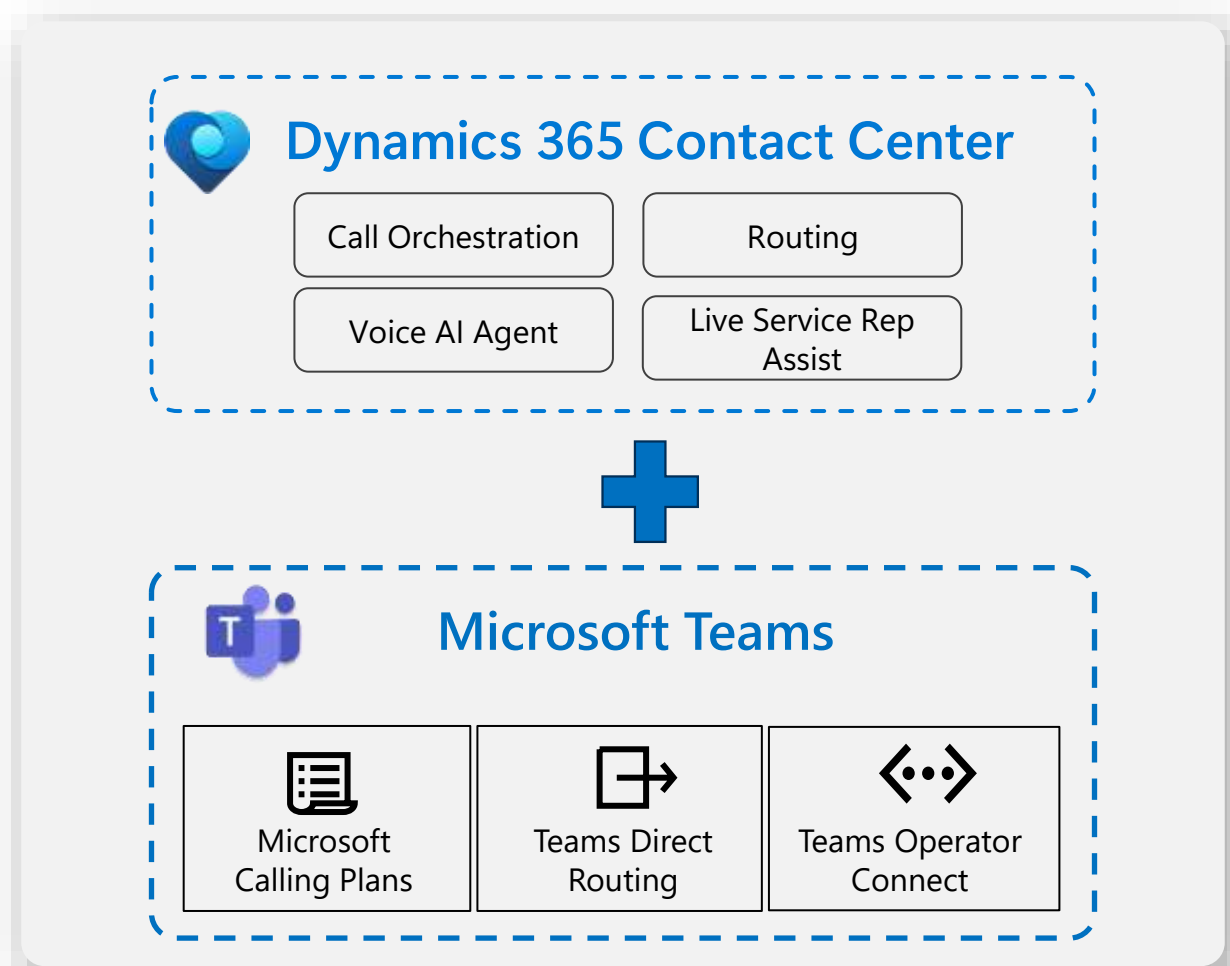 Dynamics 365 Contact Center
Call Orchestration
Routing
Voice AI Agent
Live Service Rep
Assist
T
Microsoft Teams
Microsoft
Calling Plans
Teams Direct
Routing
Teams Operator
Connect